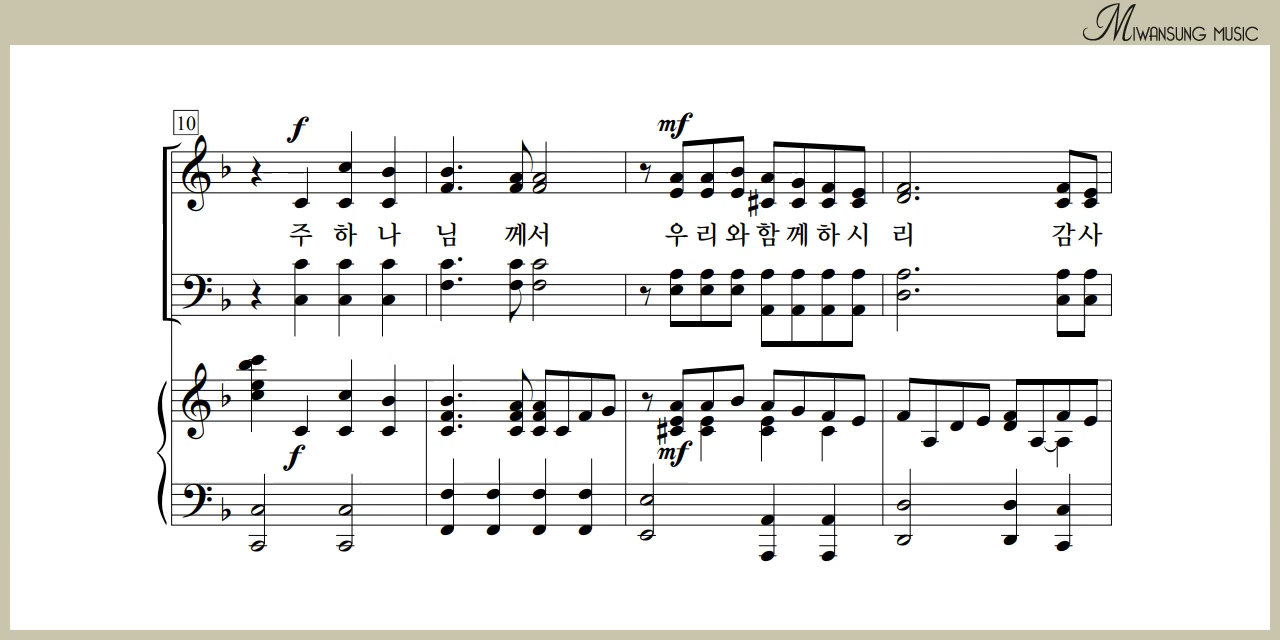 MIWANSUNG MUSIC
10
f
mf
주 하 나 님 께서 우 리 와 함 께 하 시 리 감사
f
mf